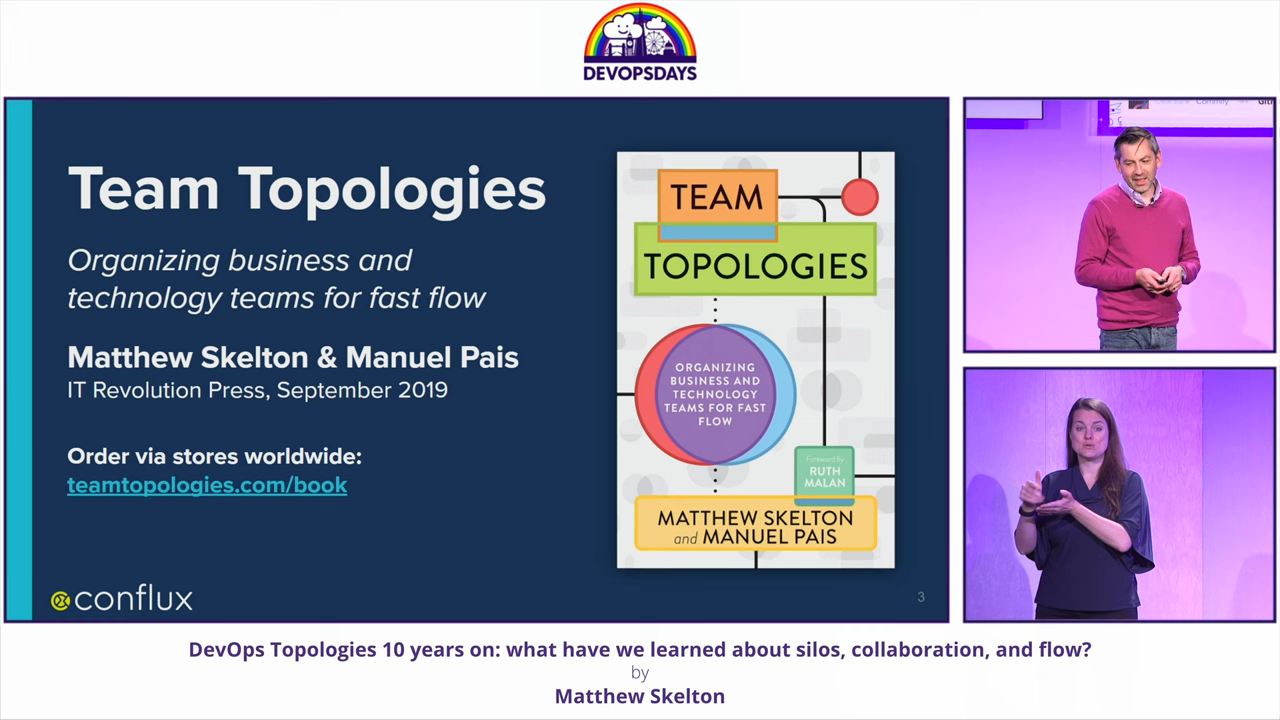 DEVOPSDAYS
Team Topologies
Organizing business and
technology teams for fast flow
Matthew Skelton & Manuel Pais
IT Revolution Press, September 2019
Order via stores worldwide:
teamtopologies.com/book
conflux
3
TEAM
TOPOLOGIES
ORGANIZING
BUSINESS AND
TECHNOLOGY
TEAMS FOR FAST
FLOW
Foreword by
RUTH
MALAN
MATTHEW SKELTON
and MANUEL PAIS
DevOps Topologies 10 years on: what have we learned about silos, collaboration, and flow?
by
Matthew Skelton